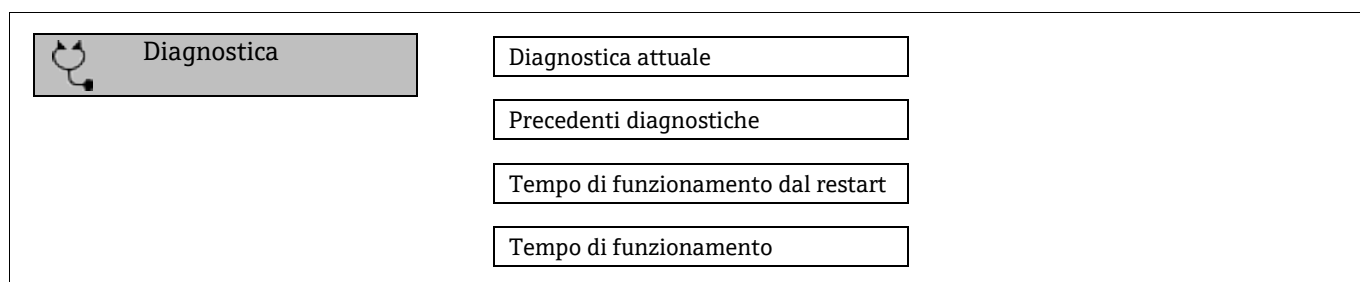 Diagnostica
Diagnostica attuale
Precedenti diagnostiche
Tempo di funzionamento dal restart
Tempo di funzionamento